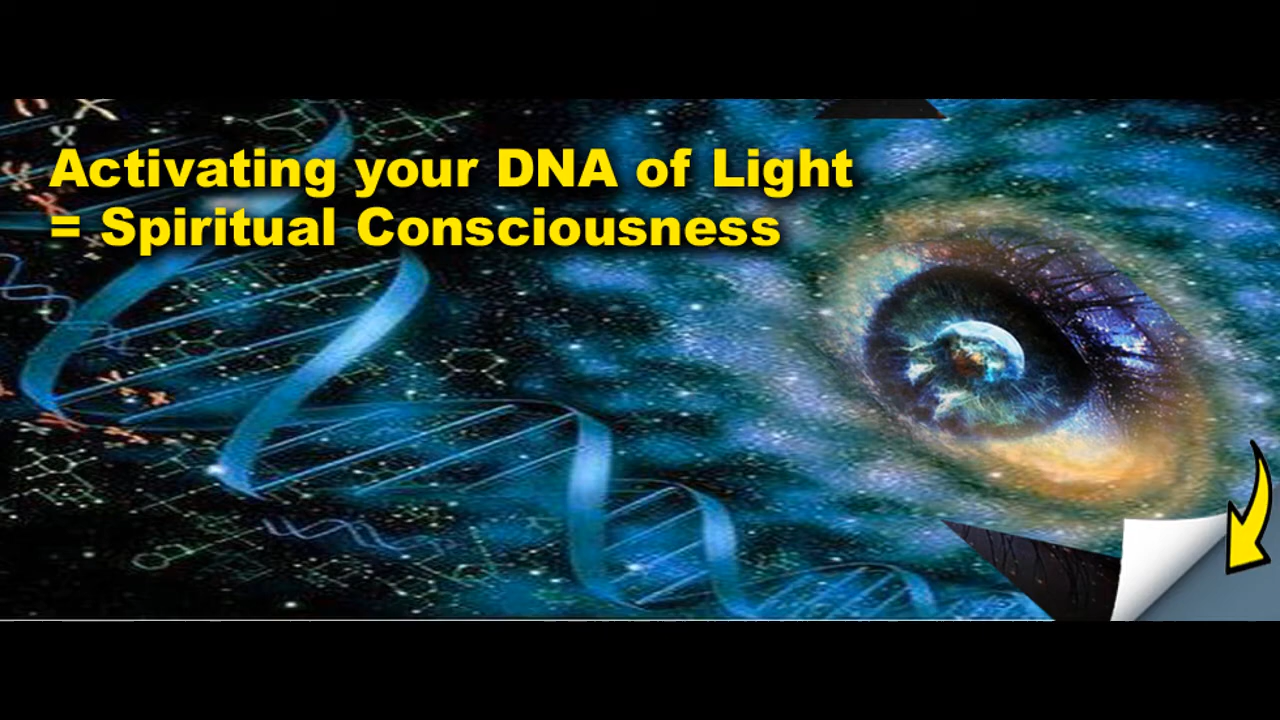 Activating your DNA of Light
= Spiritual Consciousness